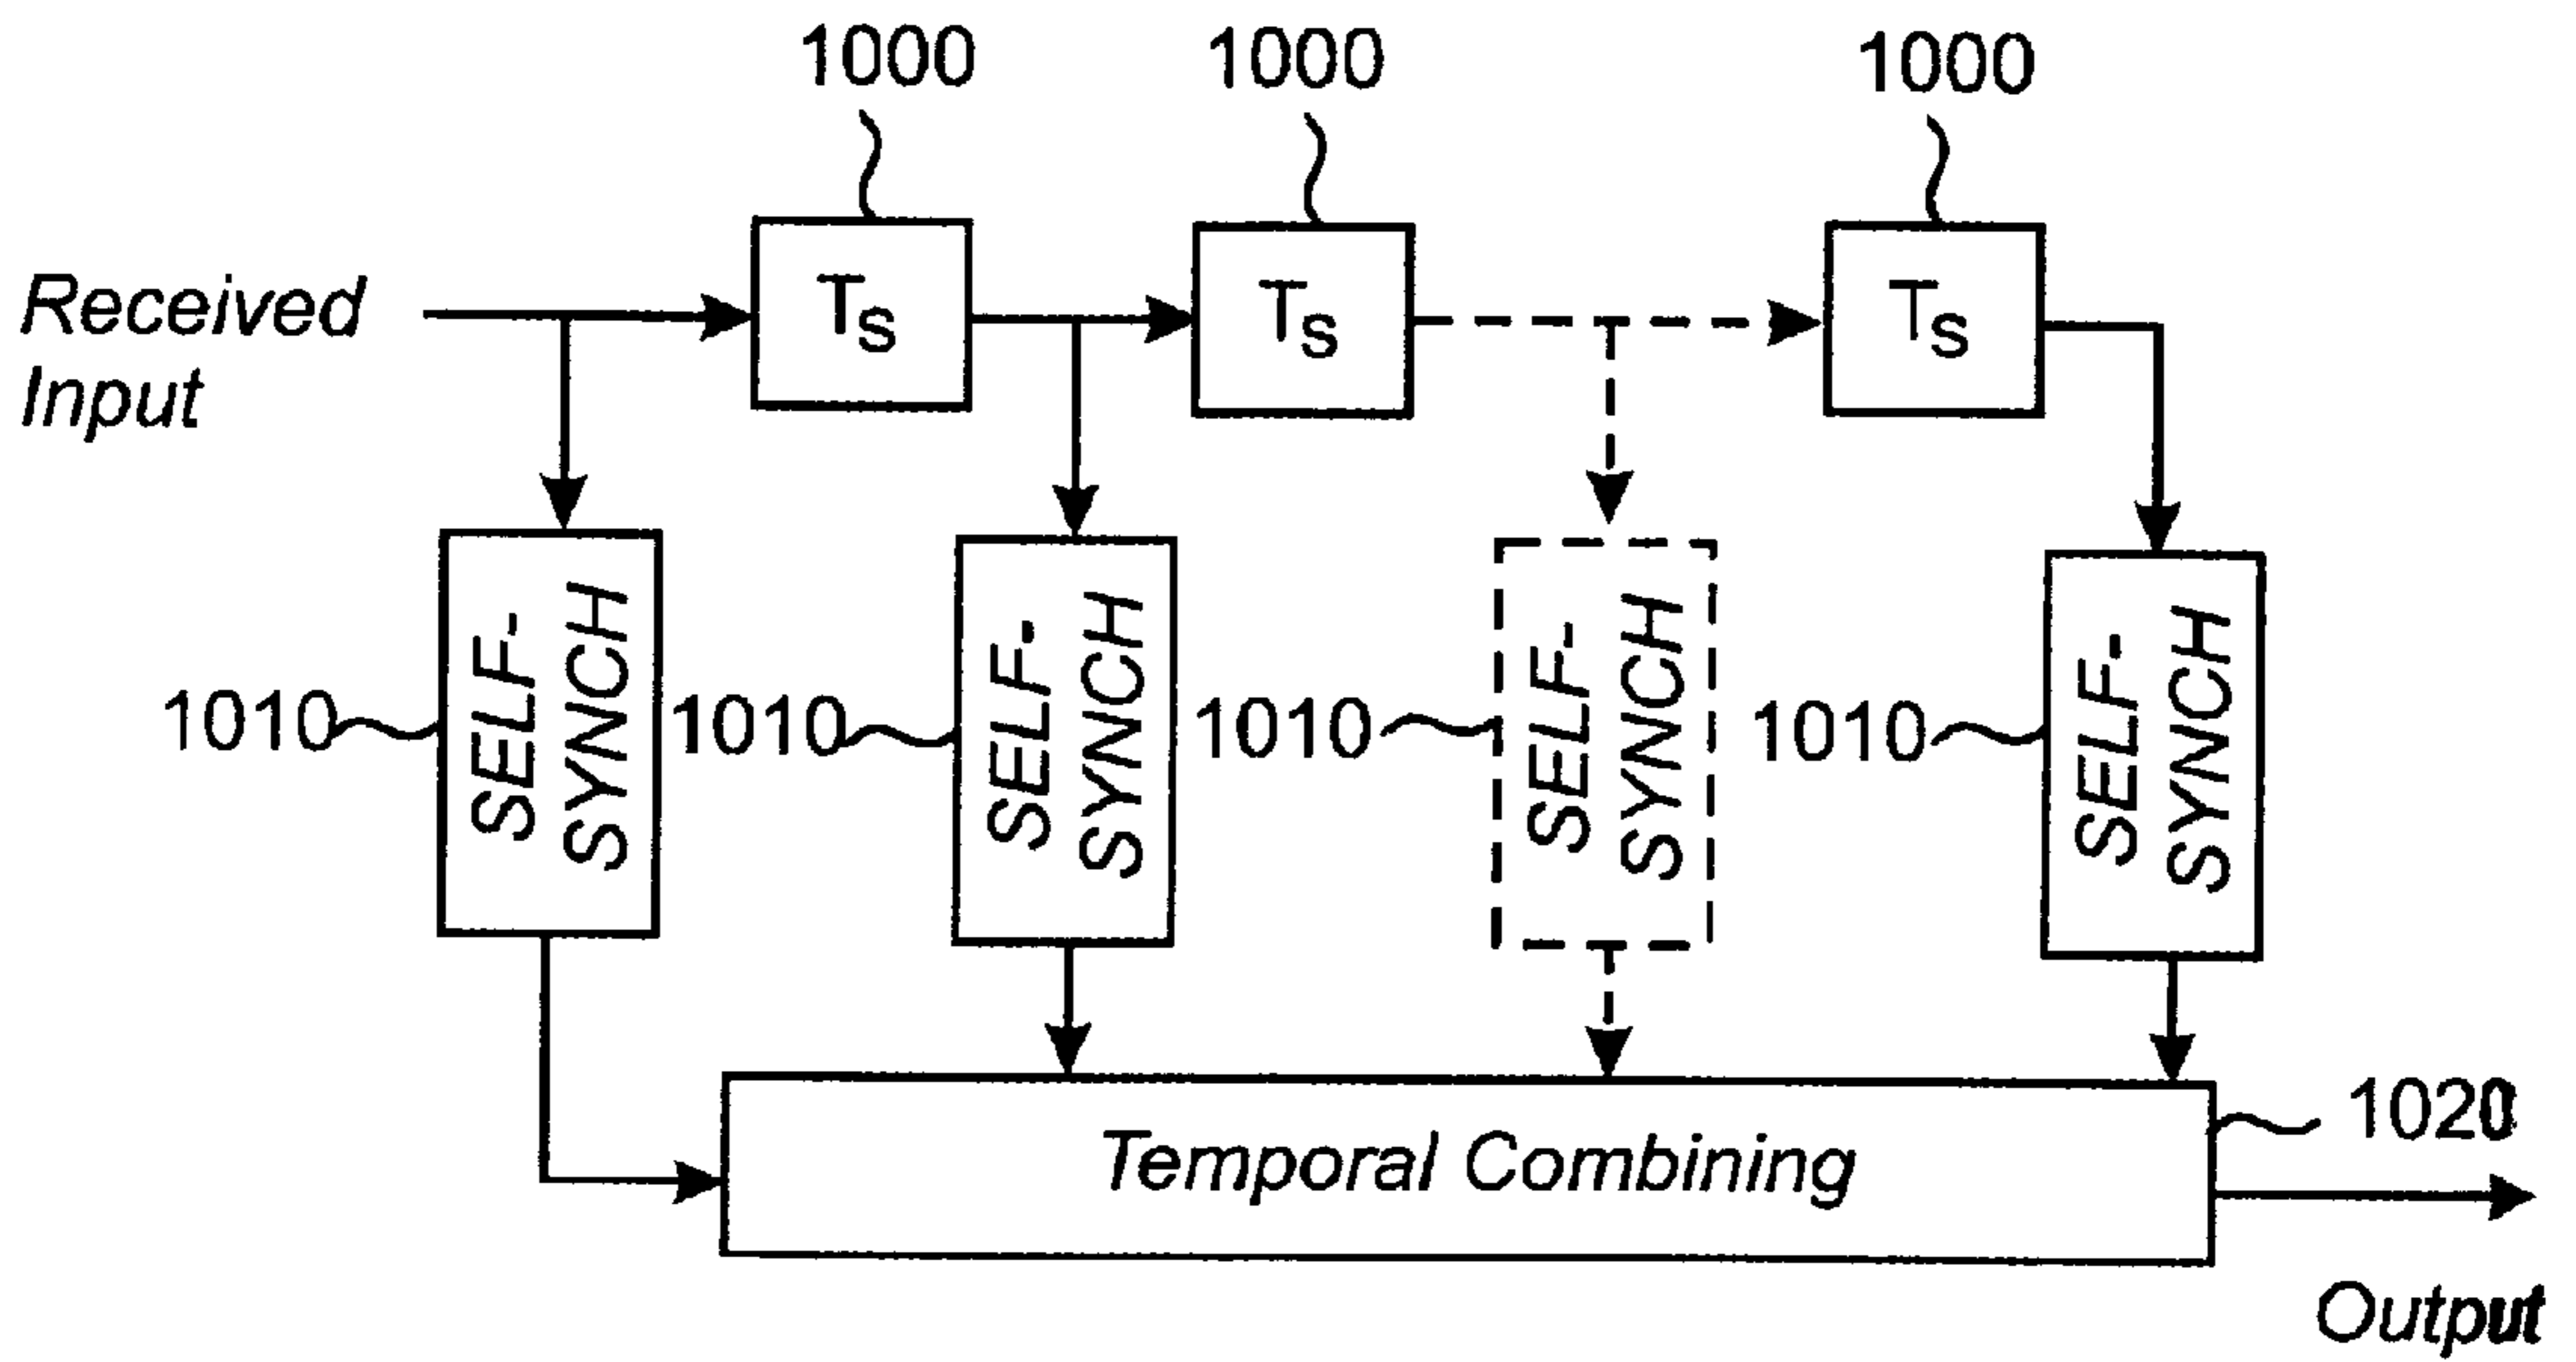 1000
1000
1000
Received
Input
Ts
Ts
Ts
1010
SELF-
SYNCH
1010
SELF-
SYNCH
1010
SELF-
SYNCH
1010
SELF-
SYNCH
Temporal Combining
1020
Output